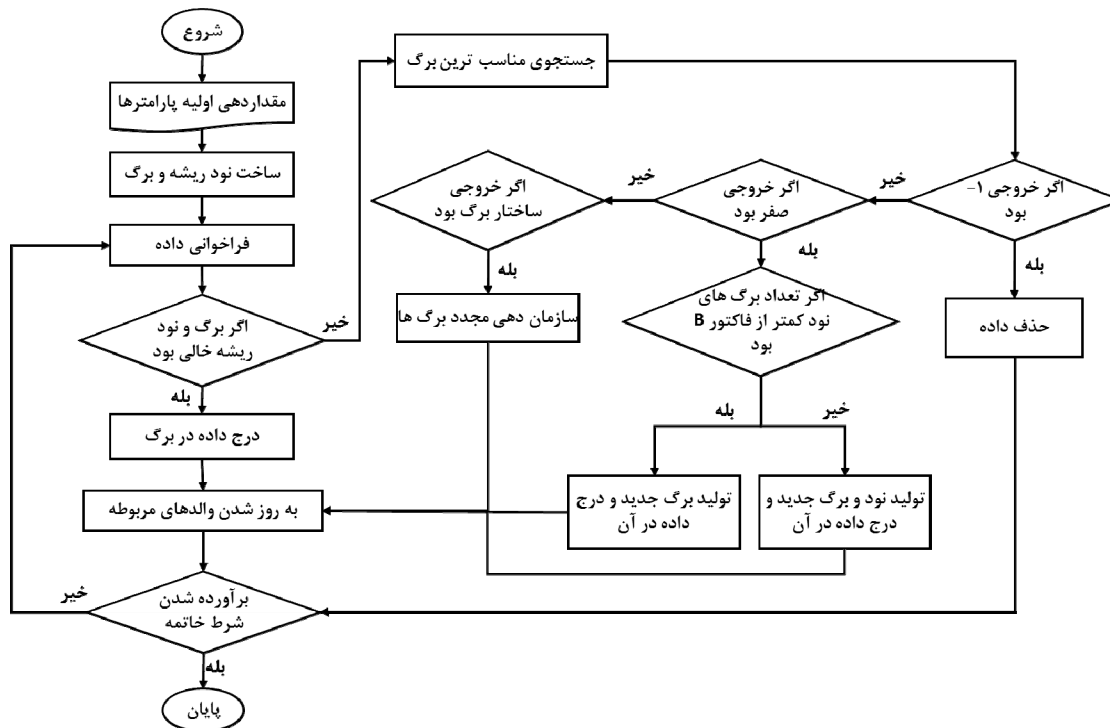 شروع
مقداردهی اولیه پارامترها
ساخت نود ریشه و برگ
فراخوانی داده
اگر برگ و نود
ریشه خالی بود
خیر
بله
درج داده در برگ
به روز شدن والدهای مربوطه
برآورده شدن
شرط خاتمه
خیر
بله
پایان
جستجوی مناسب ترین برگ
اگر خروجی 1-
بود
خیر
بله
حذف داده
اگر خروجی
صفر بود
خیر
بله
اگر خروجی
ساختار برگ بود
بله
سازمان دهی مجدد برگ ها
اگر تعداد برگ های
نود کمتر از فاکتور B
بود
بله
خیر
تولید برگ جدید و درج
داده در آن
تولید نود و برگ جدید و
درج داده در آن